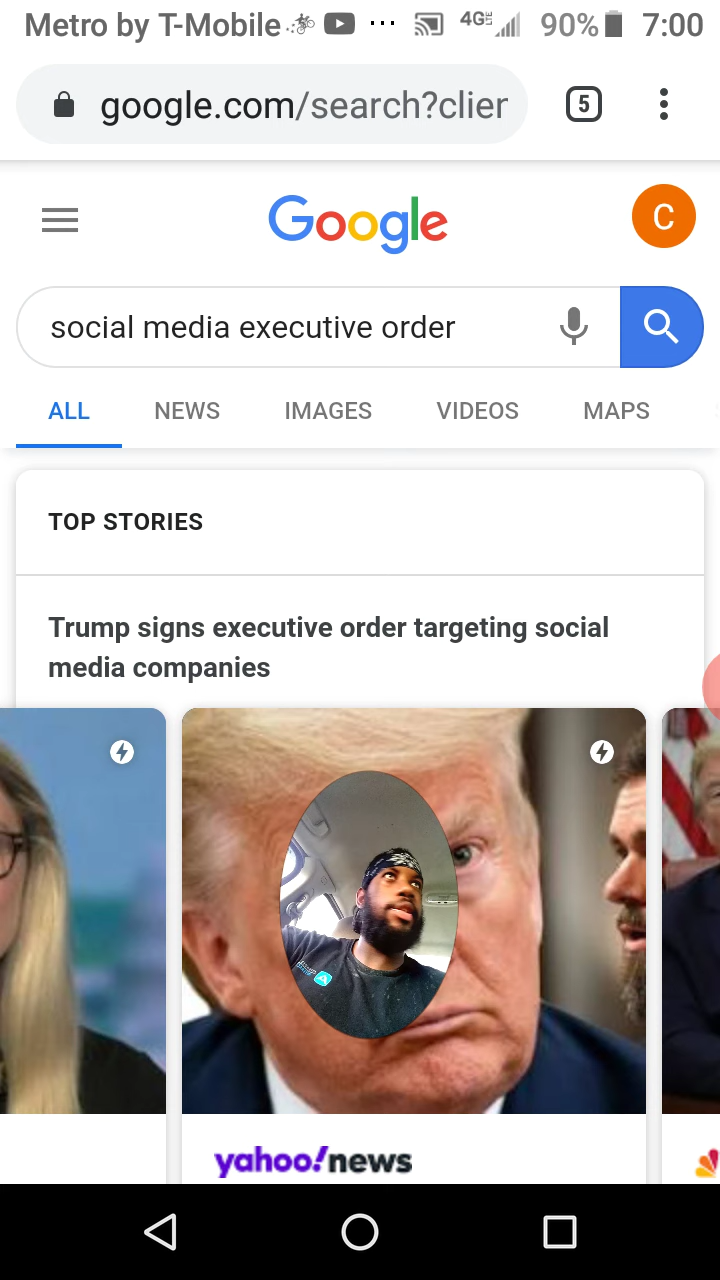 Metro by T-Mobile ... 4G LTE 90% 7:00
google.com/search?clier 5
Google C
social media executive order
ALL NEWS IMAGES VIDEOS MAPS
TOP STORIES
Trump signs executive order targeting social
media companies
yahoo!news